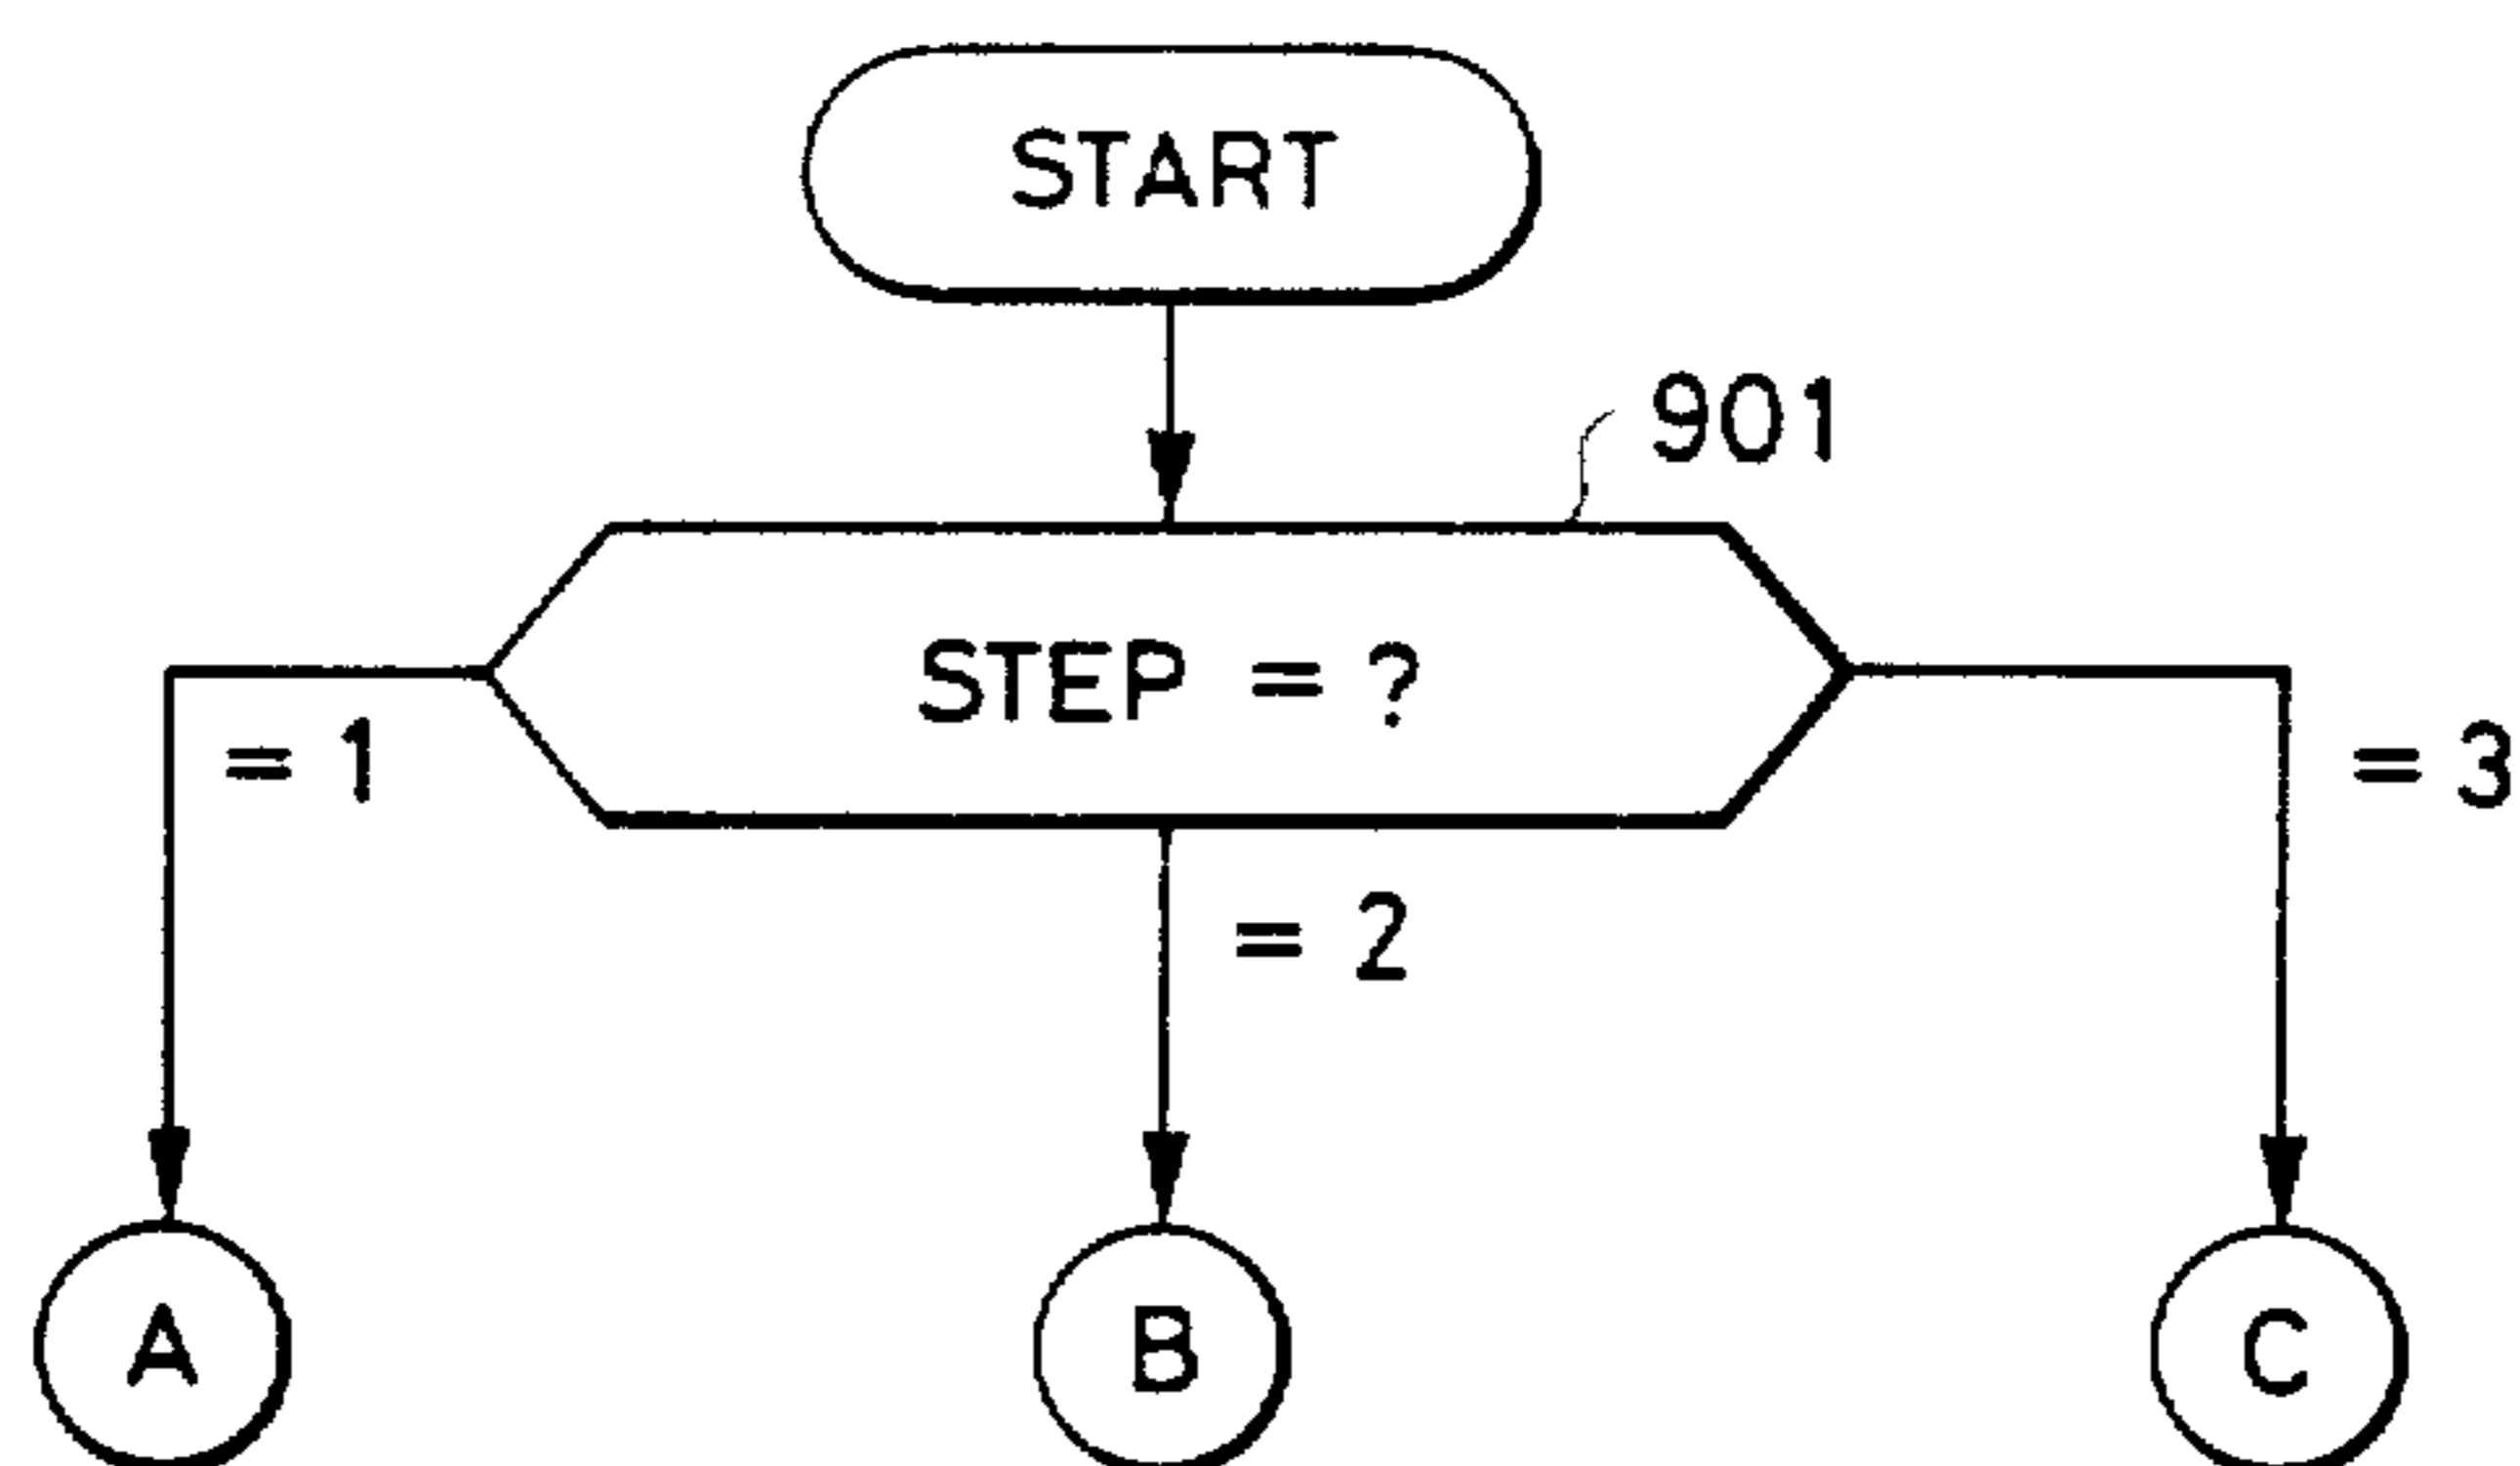 START
901
STEP = ?
= 1
= 3
= 2
A
B
C